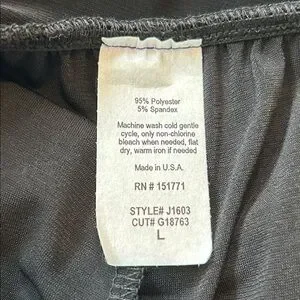 95% Polyester
5% Spandex
Machine wash cold gentle
cycle, only non-chlorine
bleach when needed, flat
dry, warm iron if needed
Made in U.S.A.
RN # 151771
STYLE# J1603
CUT# G18763
L